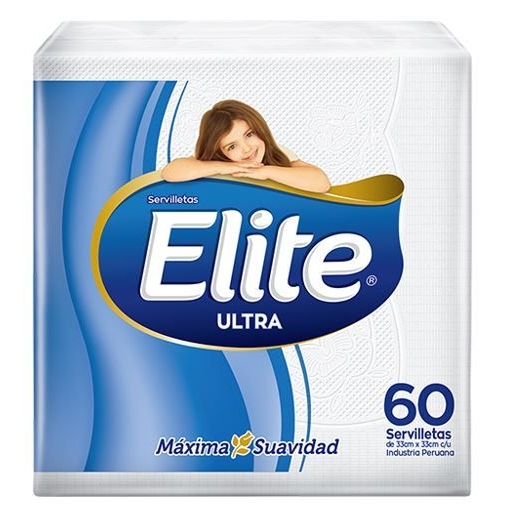 Servilletas
Elite®
ULTRA
60
Servilletas
de 33cm x 33cm c/u
Industria Peruana
Máxima Suavidad